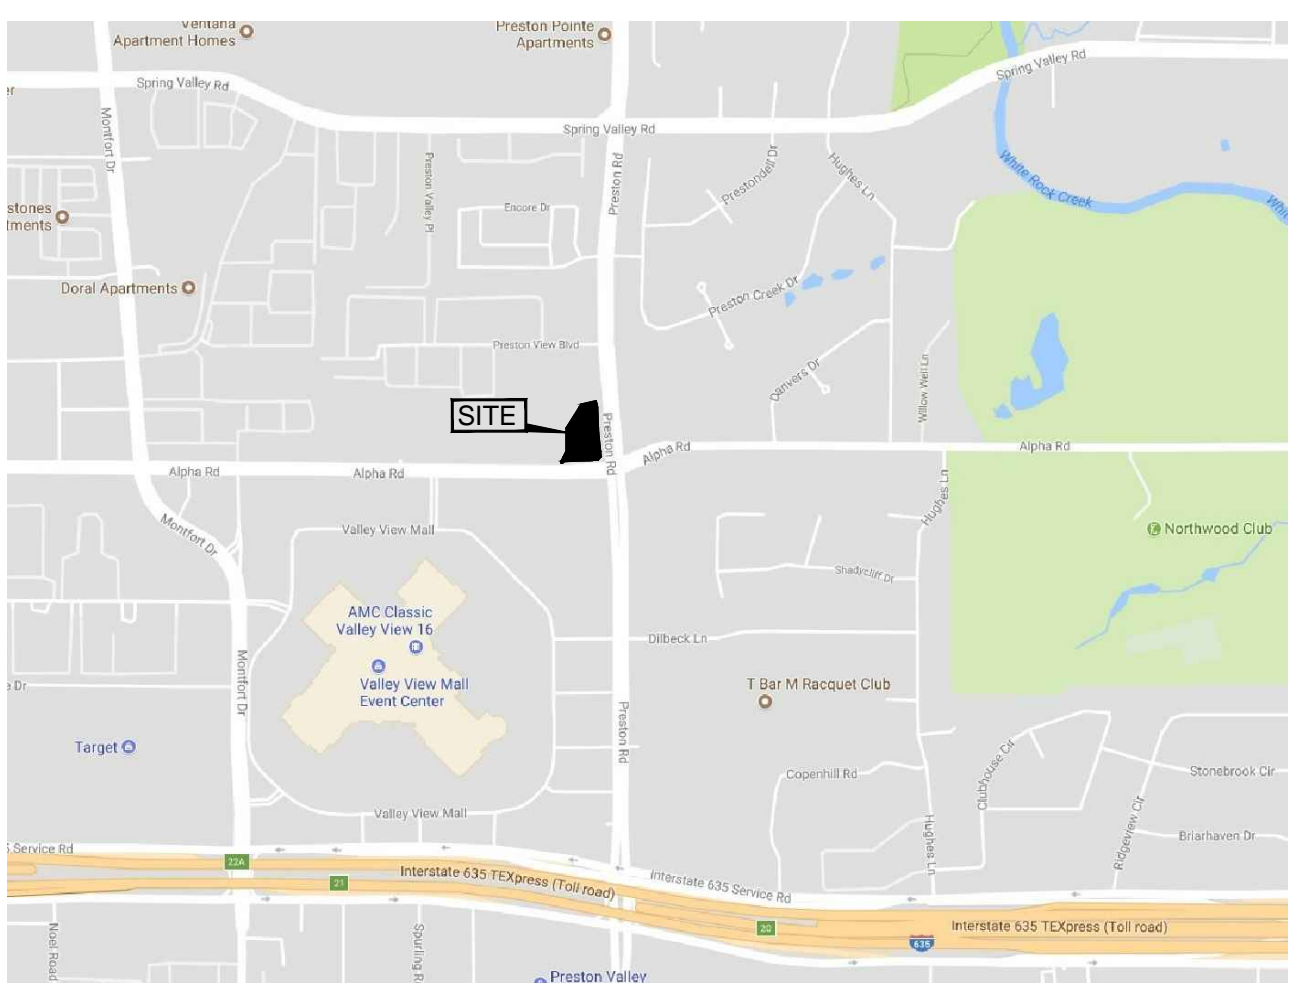 Ventana
Apartment Homes
Preston Pointe
Apartments
Spring Valley Rd
Spring Valley Rd
Spring Valley Rd
Montfort Dr
Preston Valley Pl
Preston Rd
Prestondell Dr
Hughes Ln
White Rock Creek
stones
tments
Encore Dr
Doral Apartments
Preston Creek Dr
Preston View Blvd
Danvers Dr
Willow Well Ln
SITE
Preston Rd
Alpha Rd
Alpha Rd
Alpha Rd
Alpha Rd
Hughes Ln
Montfort Dr
Valley View Mall
Northwood Club
Shadycliff Dr
AMC Classic
Valley View 16
Dilbeck Ln
Valley View Mall
Event Center
T Bar M Racquet Club
e Dr
Montfort Dr
Preston Rd
Target
Copenhill Rd
Clubhouse Cir
Stonebrook Cir
Valley View Mall
Hughes Ln
Ridgeview Cir
Briarhaven Dr
5 Service Rd
22A
21
Interstate 635 TEXpress (Toll road)
Interstate 635 Service Rd
20
635
Interstate 635 TEXpress (Toll road)
Noel Road
Spurling R
Preston Valley